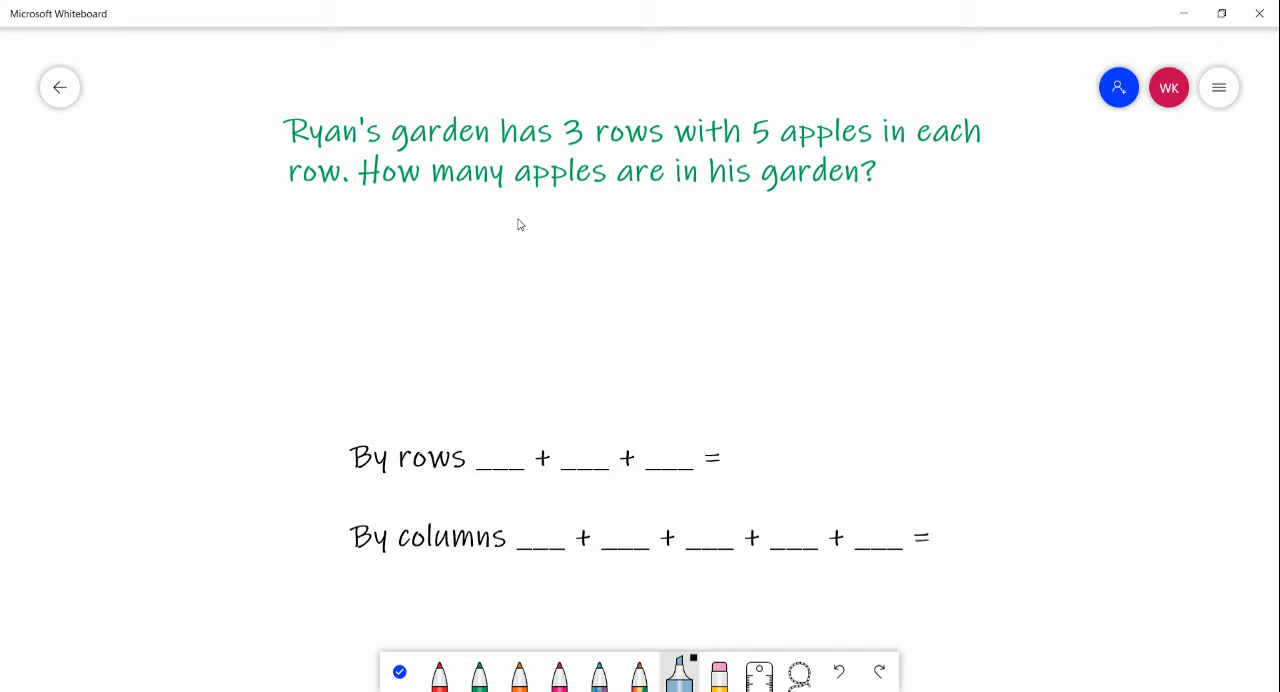 Microsoft Whiteboard
WK
Ryan's garden has 3 rows with 5 apples in each
row. How many apples are in his garden?
By rows ___ + ___ + ___ =
By columns ___ + ___ + ___ + ___ + ___ =